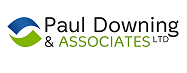 Paul Downing
& ASSOCIATES LTD